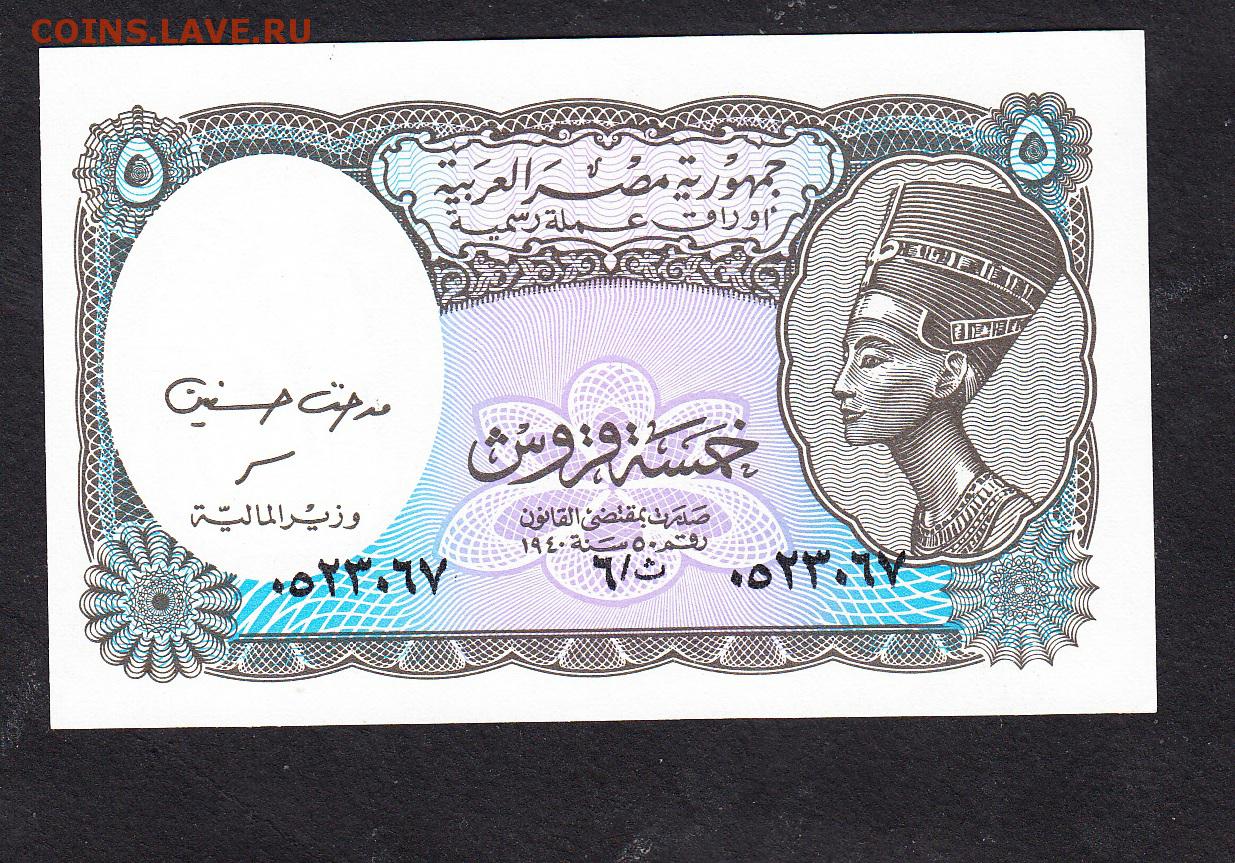 COINS.LAVE.RU
٥
٥
جمهورية مصر العربية
اوراق عملة رسمية
خمسة قروش
صدرت بمقتضى القانون
رقم ٥٠ سنة ١٩٤٠
مدحت حسنين
وزير المالية
٠٥٢٣٠٦٧
ث/٦
٠٥٢٣٠٦٧